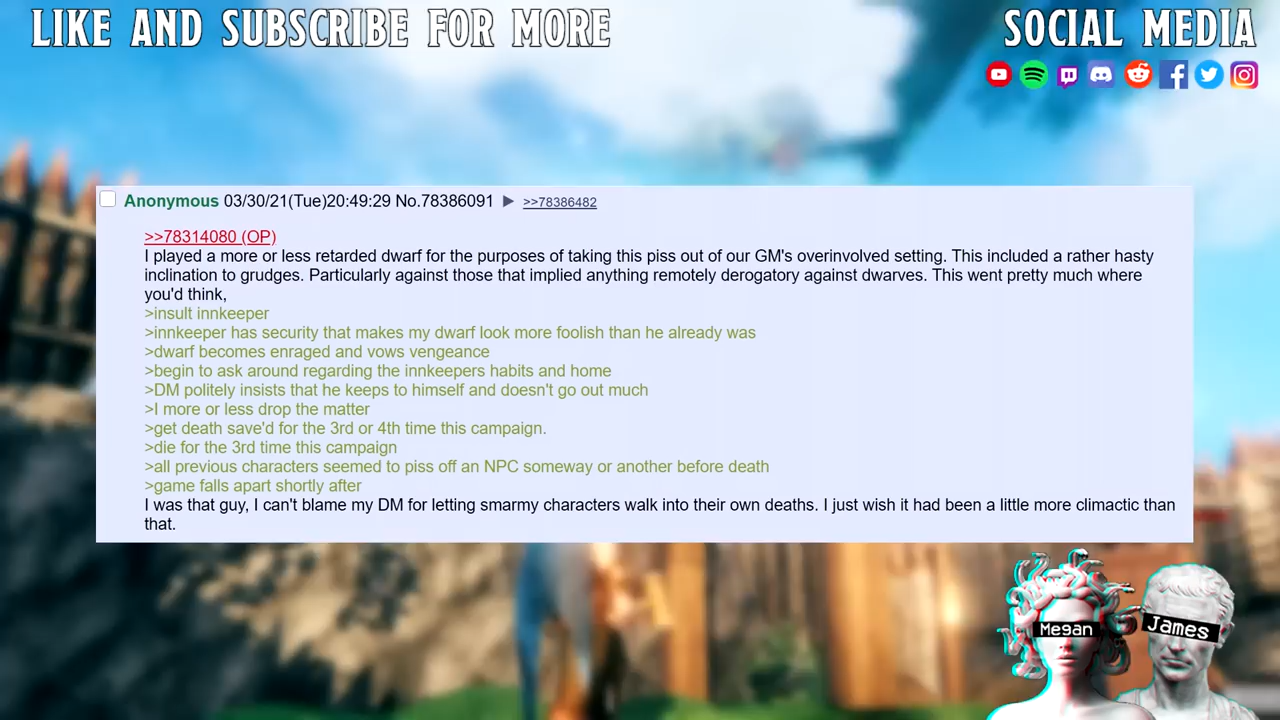 LIKE AND SUBSCRIBE FOR MORE
SOCIAL MEDIA
Anonymous 03/30/21(Tue)20:49:29 No.78386091 ▶ >>78386482
>>78314080 (OP)
I played a more or less retarded dwarf for the purposes of taking this piss out of our GM's overinvolved setting. This included a rather hasty
inclination to grudges. Particularly against those that implied anything remotely derogatory against dwarves. This went pretty much where
you'd think,
>insult innkeeper
>innkeeper has security that makes my dwarf look more foolish than he already was
>dwarf becomes enraged and vows vengeance
>begin to ask around regarding the innkeepers habits and home
>DM politely insists that he keeps to himself and doesn't go out much
>I more or less drop the matter
>get death save'd for the 3rd or 4th time this campaign.
>die for the 3rd time this campaign
>all previous characters seemed to piss off an NPC someway or another before death
>game falls apart shortly after
I was that guy, I can't blame my DM for letting smarmy characters walk into their own deaths. I just wish it had been a little more climactic than
that.
Megan
James